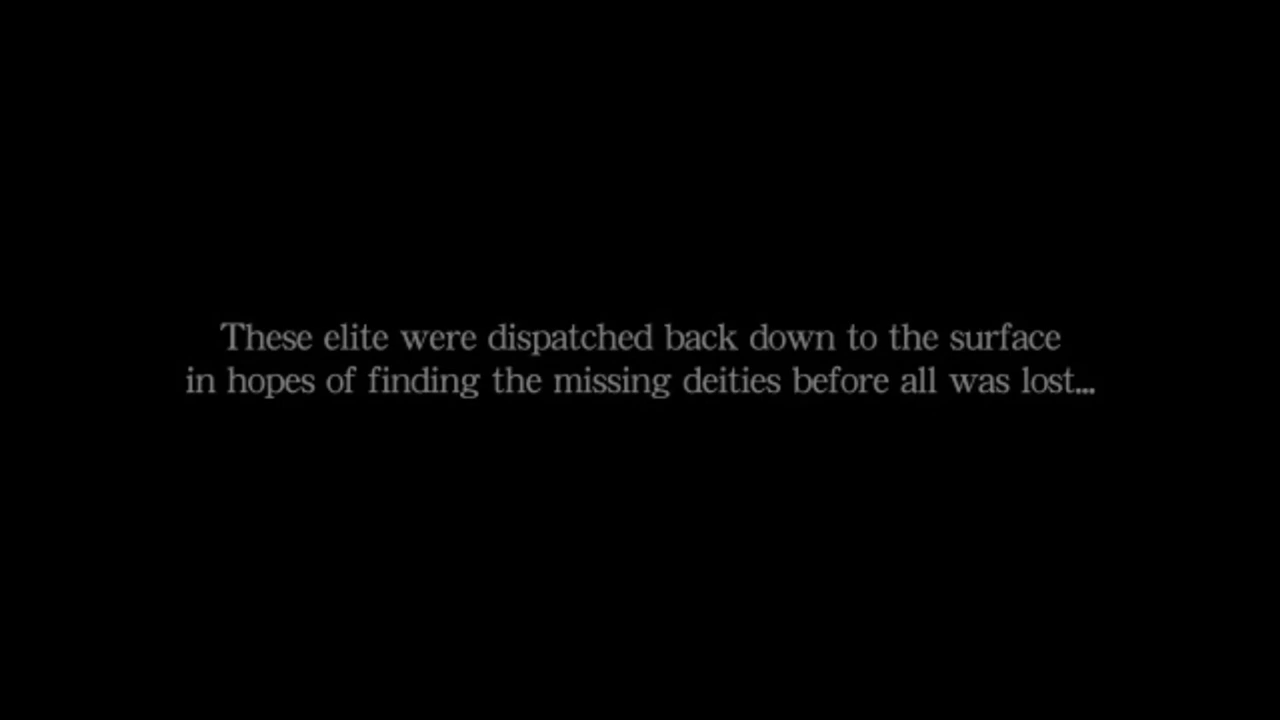 These elite were dispatched back down to the surface
in hopes of finding the missing deities before all was lost...